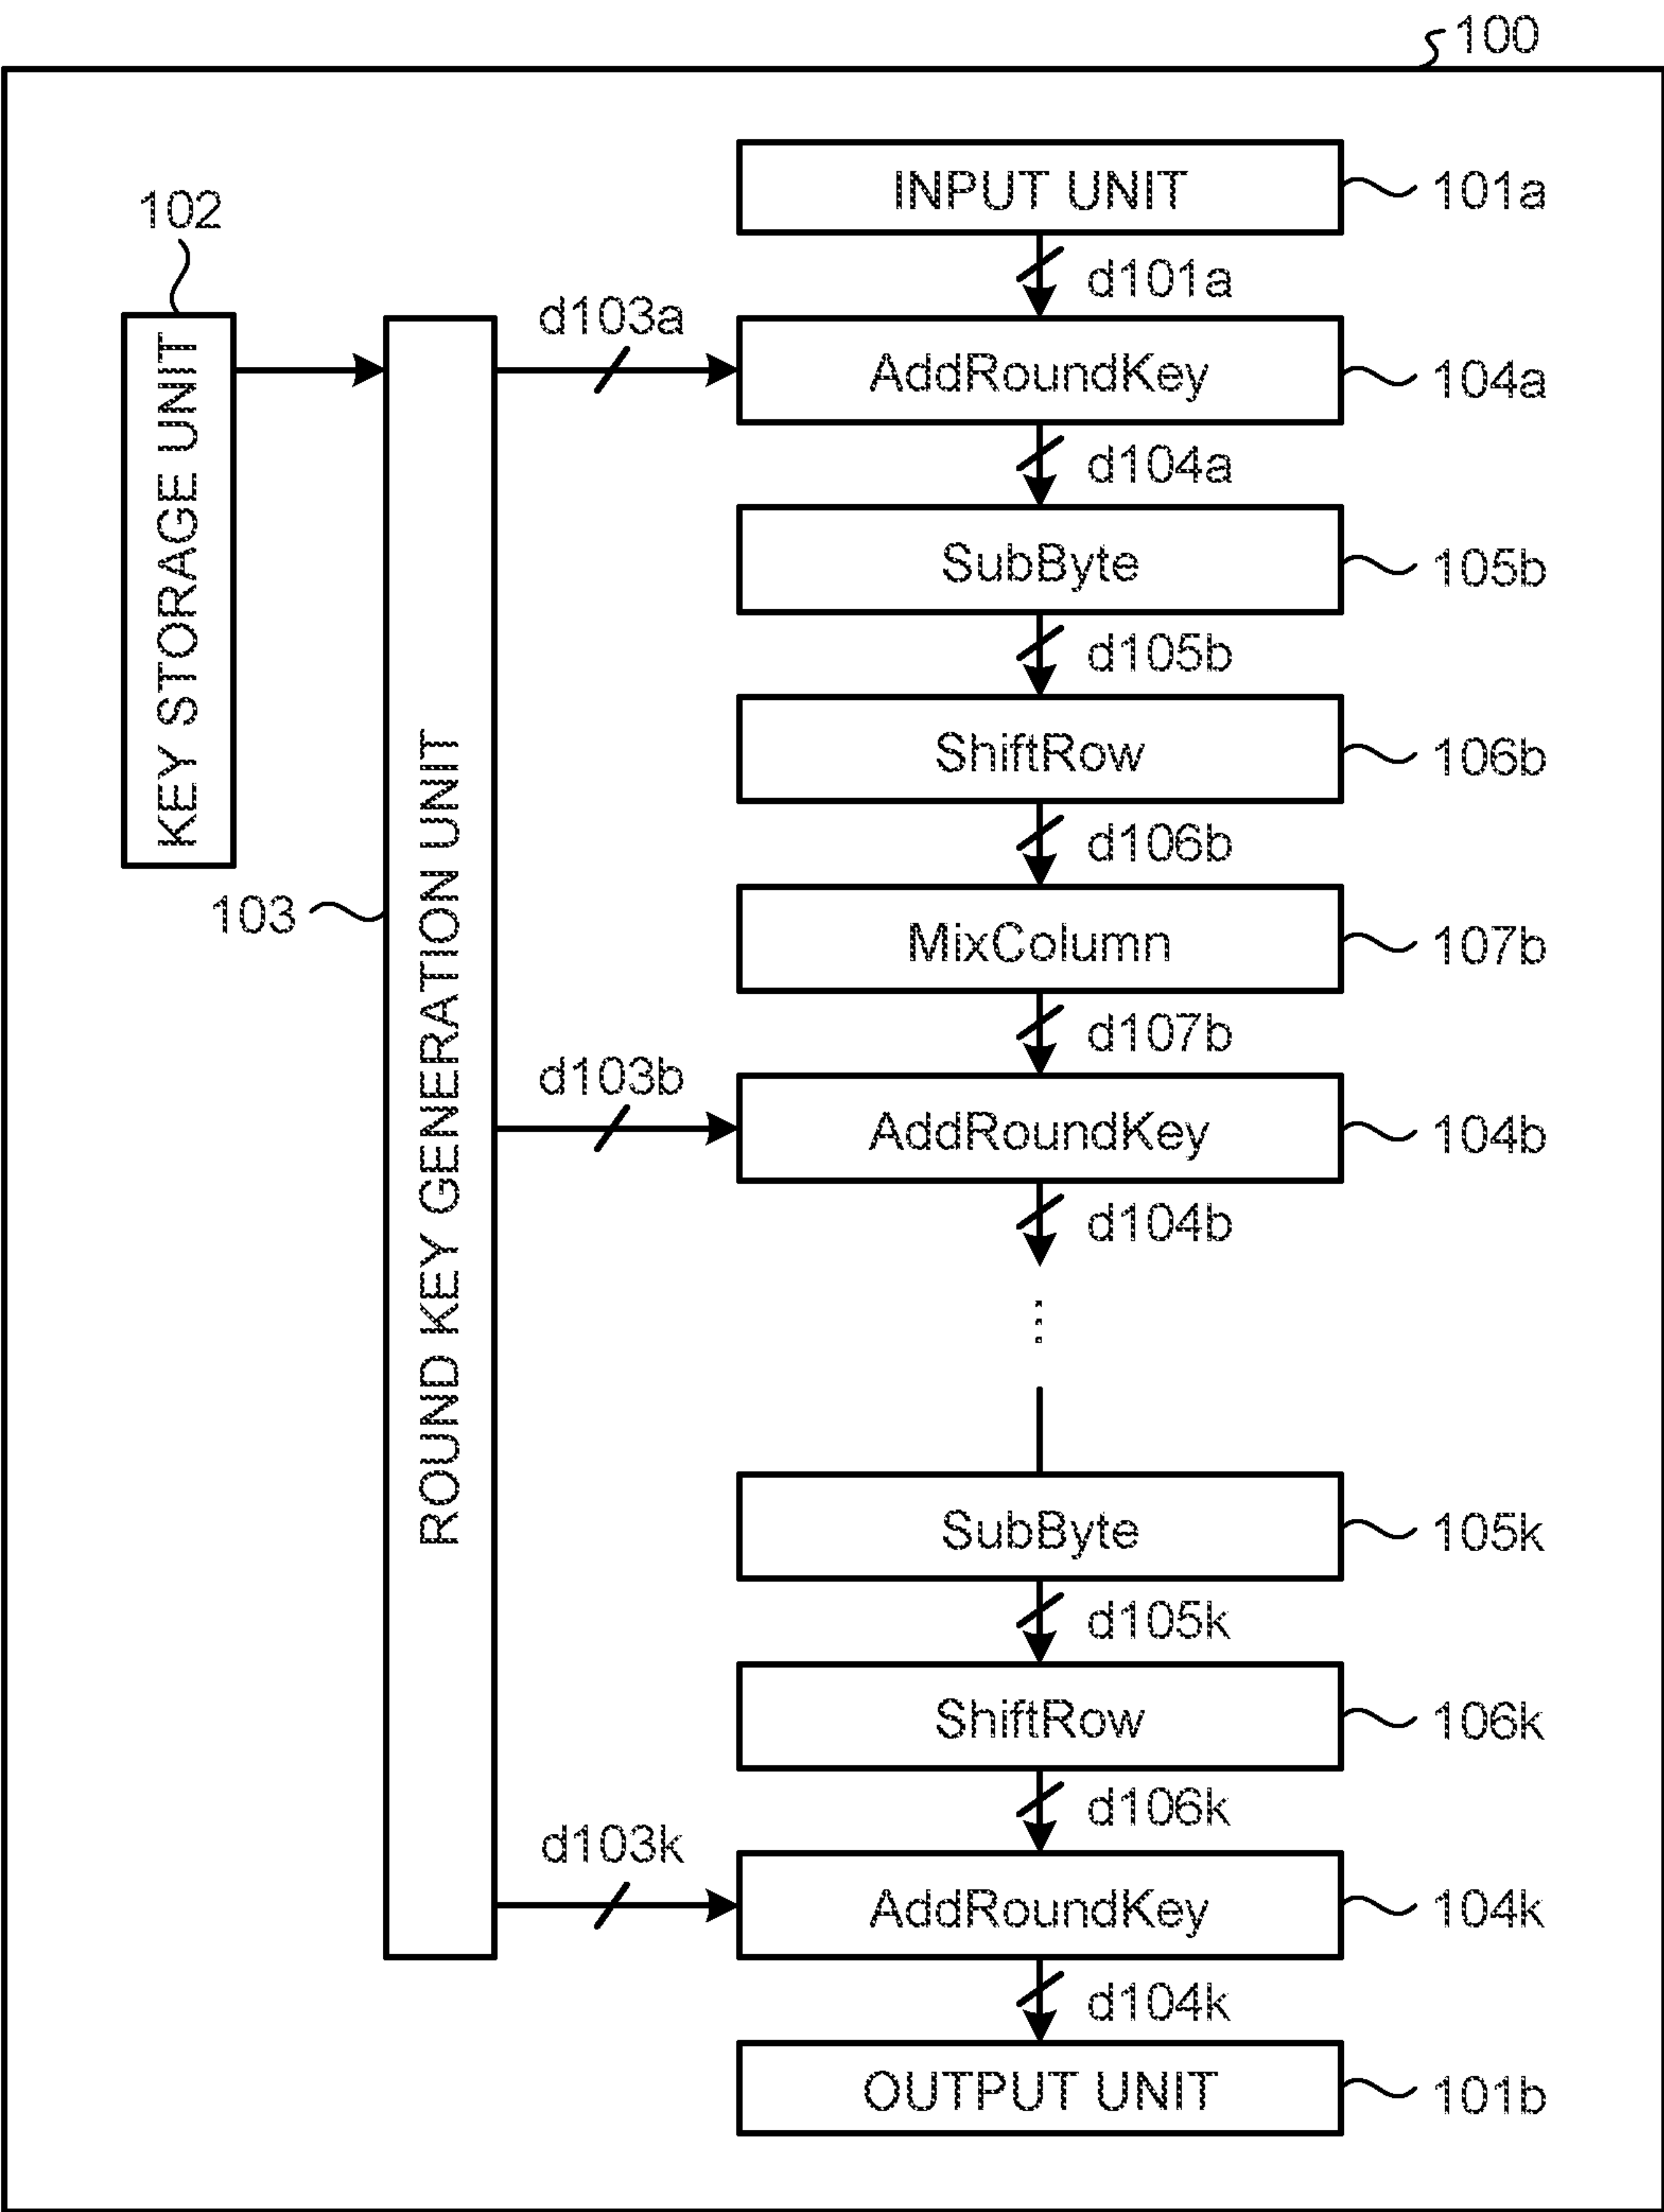 100
INPUT UNIT
101a
102
d101a
d103a
KEY STORAGE UNIT
AddRoundKey
104a
d104a
SubByte
105b
d105b
ROUND KEY GENERATION UNIT
ShiftRow
106b
d106b
103
MixColumn
107b
d107b
d103b
AddRoundKey
104b
d104b
⋮
SubByte
105k
d105k
ShiftRow
106k
d106k
d103k
AddRoundKey
104k
d104k
OUTPUT UNIT
101b